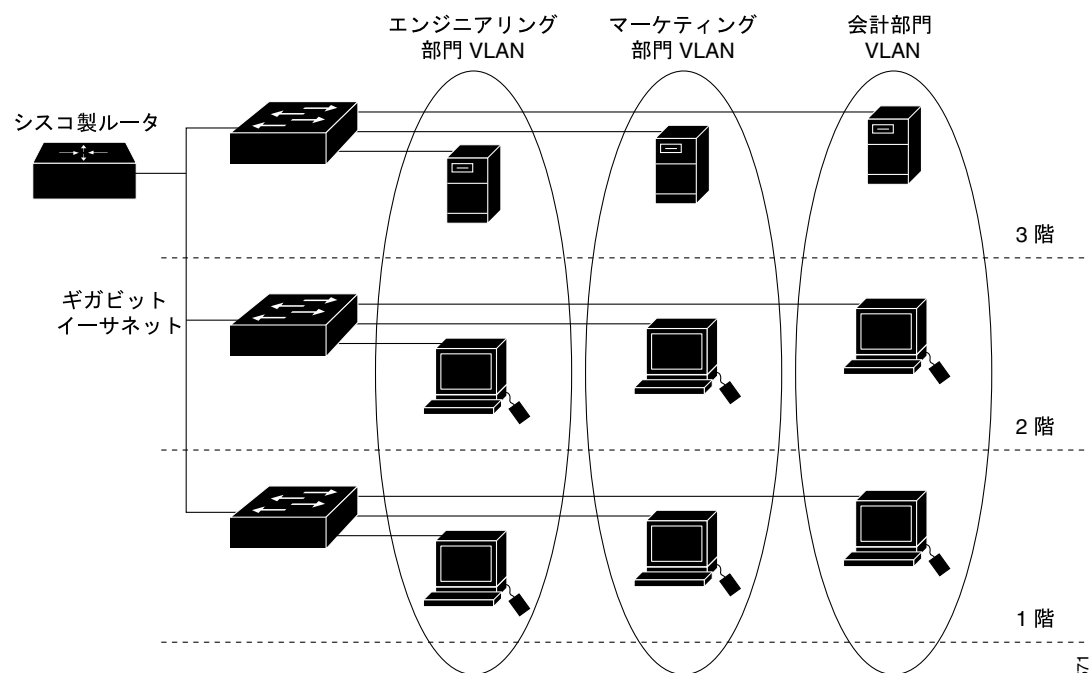 エンジニアリング
部門 VLAN
マーケティング
部門 VLAN
会計部門
VLAN
シスコ製ルータ
3 階
ギガビット
イーサネット
2 階
1 階